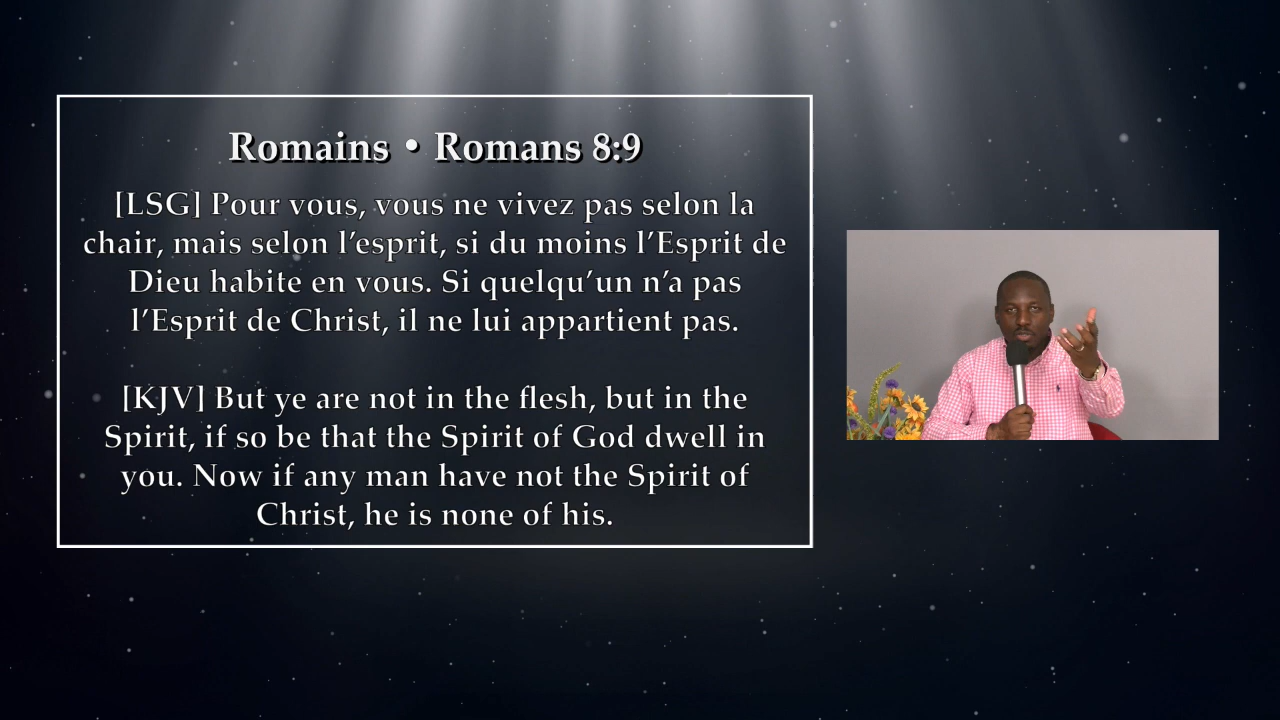 Romains • Romans 8:9
[LSG] Pour vous, vous ne vivez pas selon la
chair, mais selon l’esprit, si du moins l’Esprit de
Dieu habite en vous. Si quelqu’un n’a pas
l’Esprit de Christ, il ne lui appartient pas.
[KJV] But ye are not in the flesh, but in the
Spirit, if so be that the Spirit of God dwell in
you. Now if any man have not the Spirit of
Christ, he is none of his.